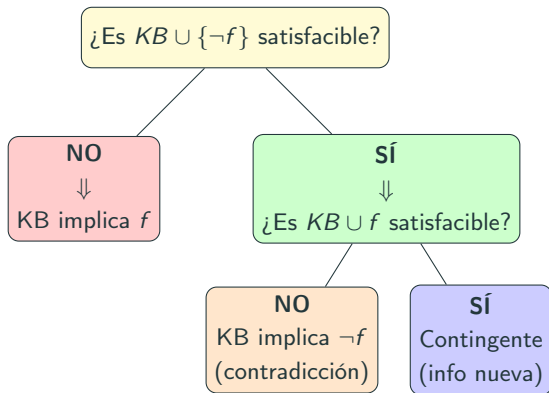 ¿Es KB ∪ {¬f} satisfacible?
NO
⇓
KB implica f
SÍ
⇓
¿Es KB ∪ f satisfacible?
NO
KB implica ¬f
(contradicción)
SÍ
Contingente
(info nueva)